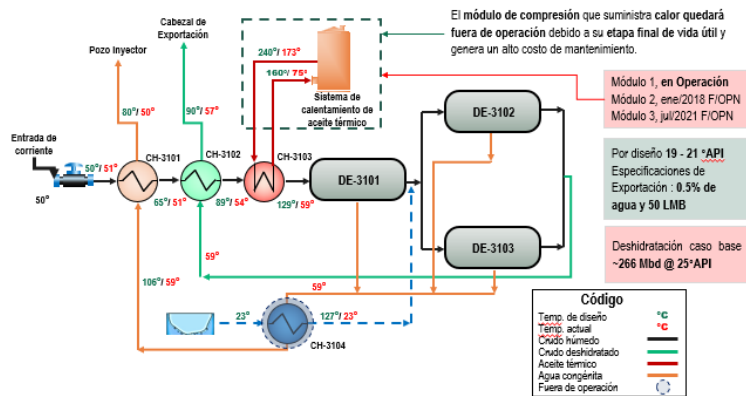 El módulo de compresión que suministra calor quedará
fuera de operación debido a su etapa final de vida útil y
genera un alto costo de mantenimiento.
Cabezal de
Exportación
Pozo Injector
240°/ 173°
160°/ 75°
Sistema de
calentamiento de
aceite térmico
Módulo 1, en Operación
Módulo 2, ene/2018 F/OPN
Módulo 3, jul/2021 F/OPN
80°/ 50°
90°/ 57°
Entrada de
corriente
50°
50°/ 51°
CH-3101
CH-3102
CH-3103
65°/ 51°
89°/ 54°
129°/ 59°
DE-3101
DE-3102
DE-3103
Por diseño 19 - 21 °API
Especificaciones de
Exportación : 0.5% de
agua y 50 LMB
Deshidratación caso base
~266 Mbd @ 25°API
59°
59°
106°/ 59°
23°
127°/ 23°
CH-3104
Código
Temp. de diseño °C
Temp. actual °C
Crudo húmedo
Crudo deshidratado
Aceite térmico
Agua congénita
Fuera de operación